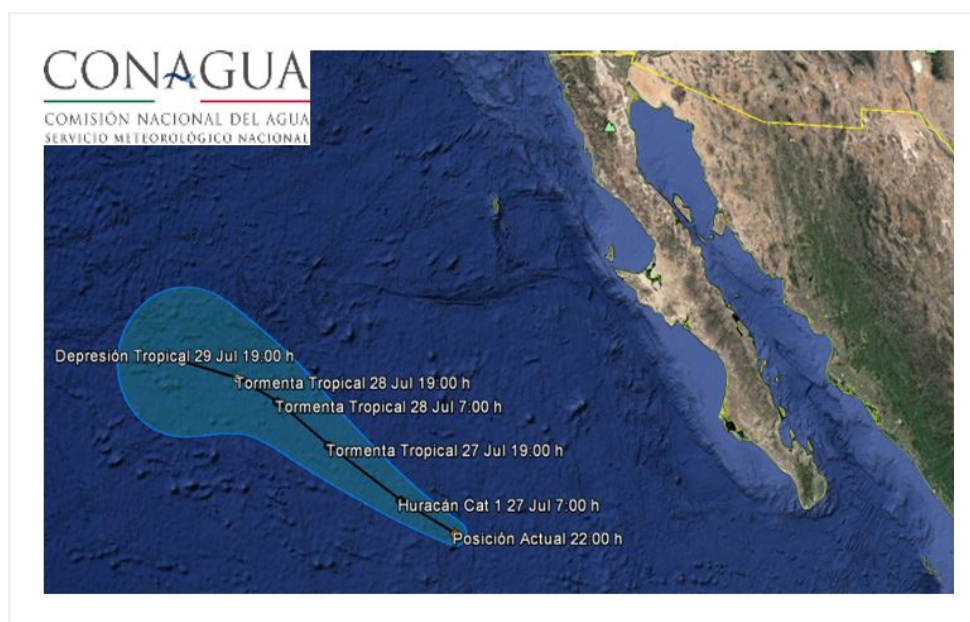 CONAGUA
COMISIÓN NACIONAL DEL AGUA
SERVICIO METEOROLÓGICO NACIONAL
Depresión Tropical 29 Jul 19:00 h
Tormenta Tropical 28 Jul 19:00 h
Tormenta Tropical 28 Jul 7:00 h
Tormenta Tropical 27 Jul 19:00 h
Huracán Cat 1 27 Jul 7:00 h
Posición Actual 22:00 h